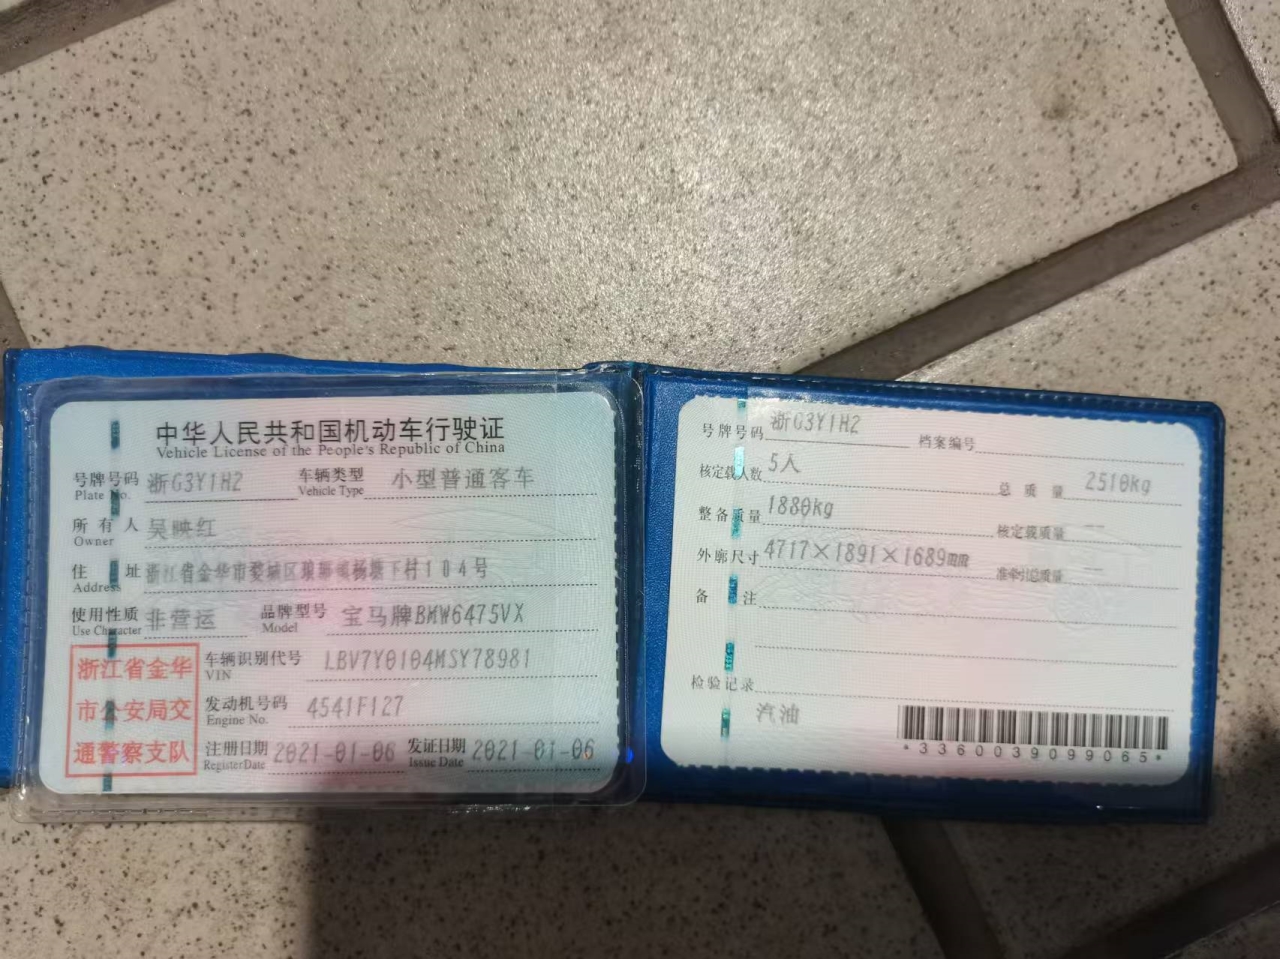 中华人民共和国机动车行驶证
Vehicle License of the People's Republic of China
号牌号码 浙G3Y1H2 车辆类型 小型普通客车
Plate No. Vehicle Type
所有人 吴映红
Owner
住址 浙江省金华市婺城区琅琊镇杨塘下村104号
Address
使用性质 非营运 品牌型号 宝马牌BMW6475VX
Use Character Model
浙江省金华
市公安局交
通警察支队
车辆识别代号 LBV7Y0104MSY78981
VIN
发动机号码 4541F127
Engine No.
注册日期 2021-01-06 发证日期 2021-01-06
Register Date Issue Date
号牌号码 浙G3Y1H2 档案编号
核定载人数 5人 总质量 2510kg
整备质量 1880kg 核定载质量 --
外廓尺寸 4717×1891×1689mm 准牵引总质量 --
备注
检验记录
汽油
*3360039099065*